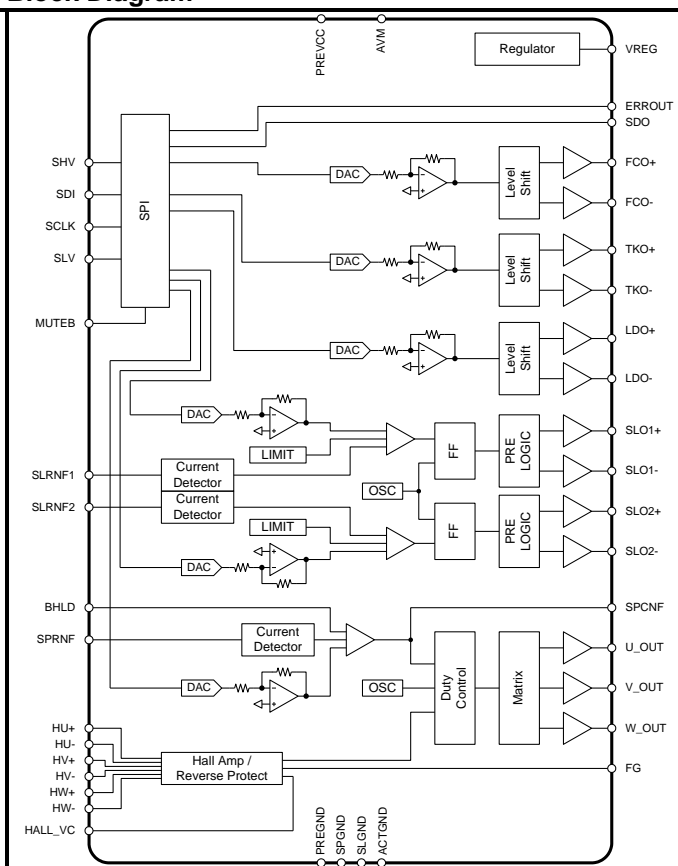 Block Diagram
PREVCC
AVM
Regulator
VREG
ERROUT
SDO
SHV
SDI
SCLK
SLV
MUTEB
SPI
DAC
Level
Shift
FCO+
FCO-
DAC
Level
Shift
TKO+
TKO-
DAC
Level
Shift
LDO+
LDO-
DAC
LIMIT
FF
PRE
LOGIC
SLO1+
SLO1-
SLRNF1
Current
Detector
OSC
SLRNF2
Current
Detector
LIMIT
FF
PRE
LOGIC
SLO2+
SLO2-
DAC
BHLD
SPCNF
SPRNF
Current
Detector
DAC
OSC
Duty
Control
Matrix
U_OUT
V_OUT
W_OUT
HU+
HU-
HV+
HV-
HW+
HW-
Hall Amp /
Reverse Protect
FG
HALL_VC
PREGND
SPGND
SLGND
ACTGND